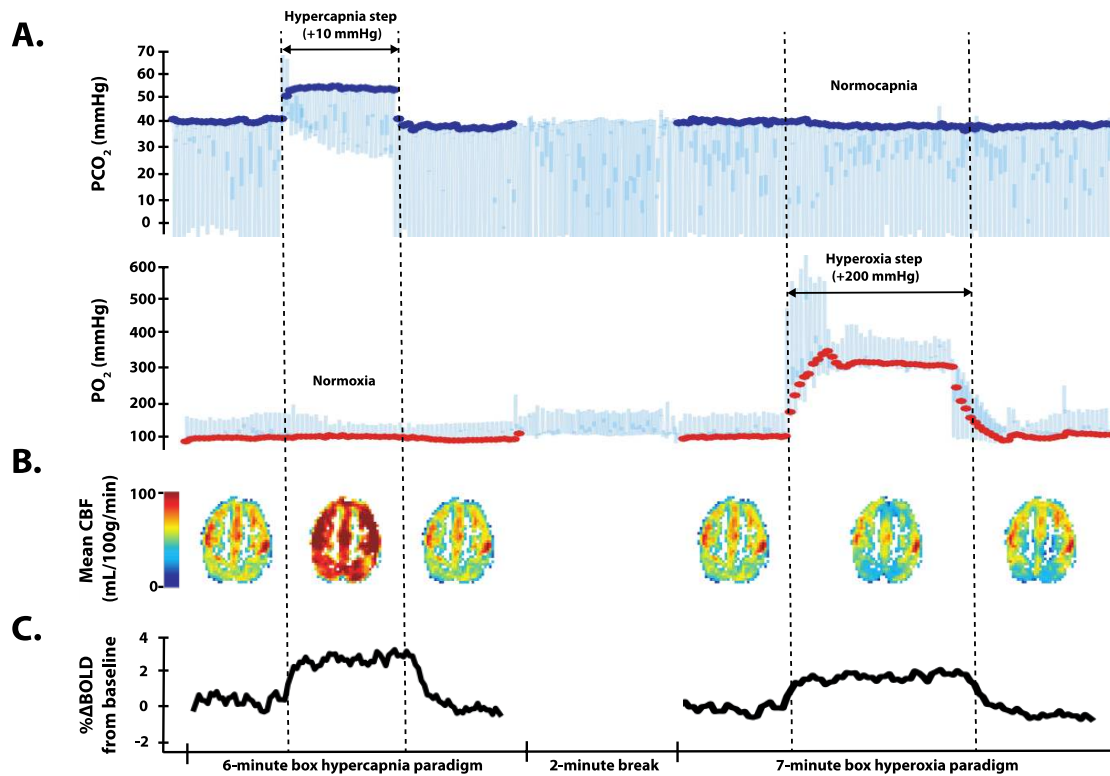 A.
Hypercapnia step
(+10 mmHg)
PCO2 (mmHg)
70
60
50
40
30
20
10
0
Normocapnia
PO2 (mmHg)
600
500
400
300
200
100
Normoxia
Hyperoxia step
(+200 mmHg)
B.
Mean CBF
(mL/100g/min)
100
0
C.
%ΔBOLD
from baseline
4
2
0
-2
6-minute box hypercapnia paradigm
2-minute break
7-minute box hyperoxia paradigm